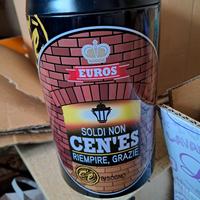 EUROS
SOLDI NON
CEN'ES
RIEMPIRE, GRAZIE